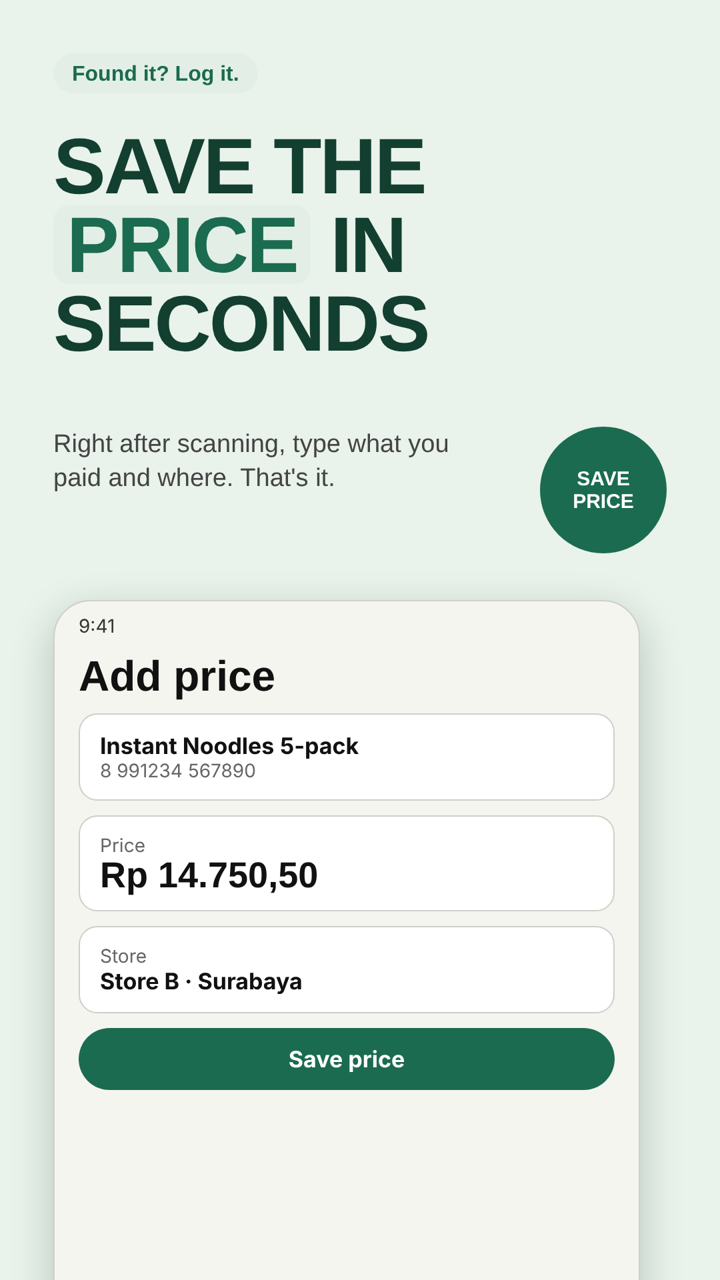 Found it? Log it.
SAVE THE
PRICE IN
SECONDS
Right after scanning, type what you
paid and where. That's it.
SAVE
PRICE
9:41
Add price
Instant Noodles 5-pack
8 991234 567890
Price
Rp 14.750,50
Store
Store B · Surabaya
Save price